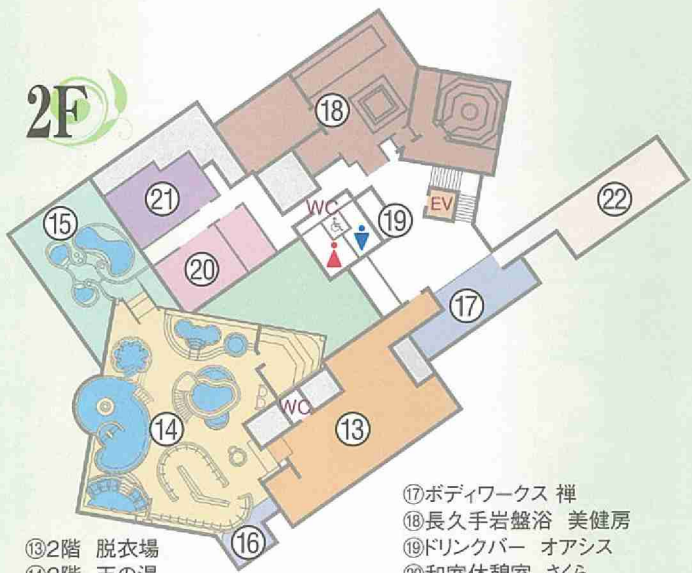 2F
⑱
㉑
⑮
WC
⑲
EV
㉒
⑳
⑰
WC
⑭
⑬
⑯
⑬2階 脱衣場
⑰ボディワークス 禅
⑱長久手岩盤浴 美健房
⑲ドリンクバー オアシス